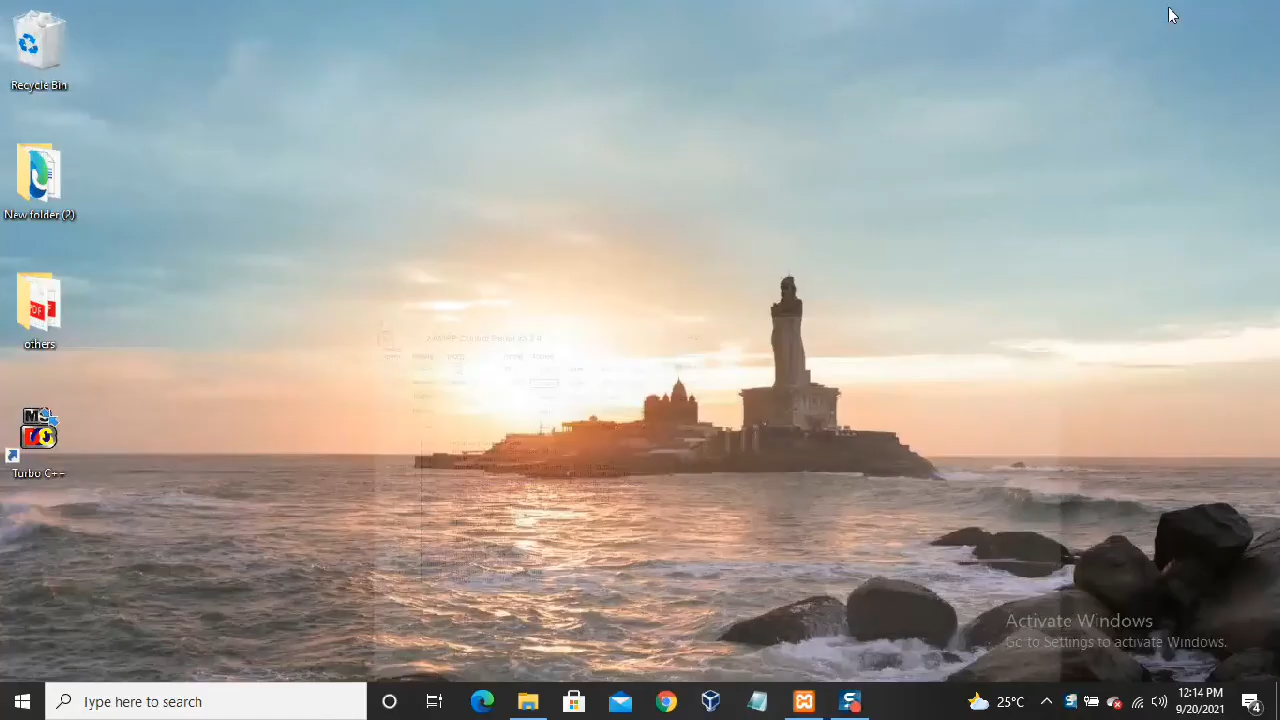 Recycle Bin
New folder (2)
others
Turbo C++
Activate Windows
Go to Settings to activate Windows.
Type here to search
25°C
12:14 PM
9/20/2021
4